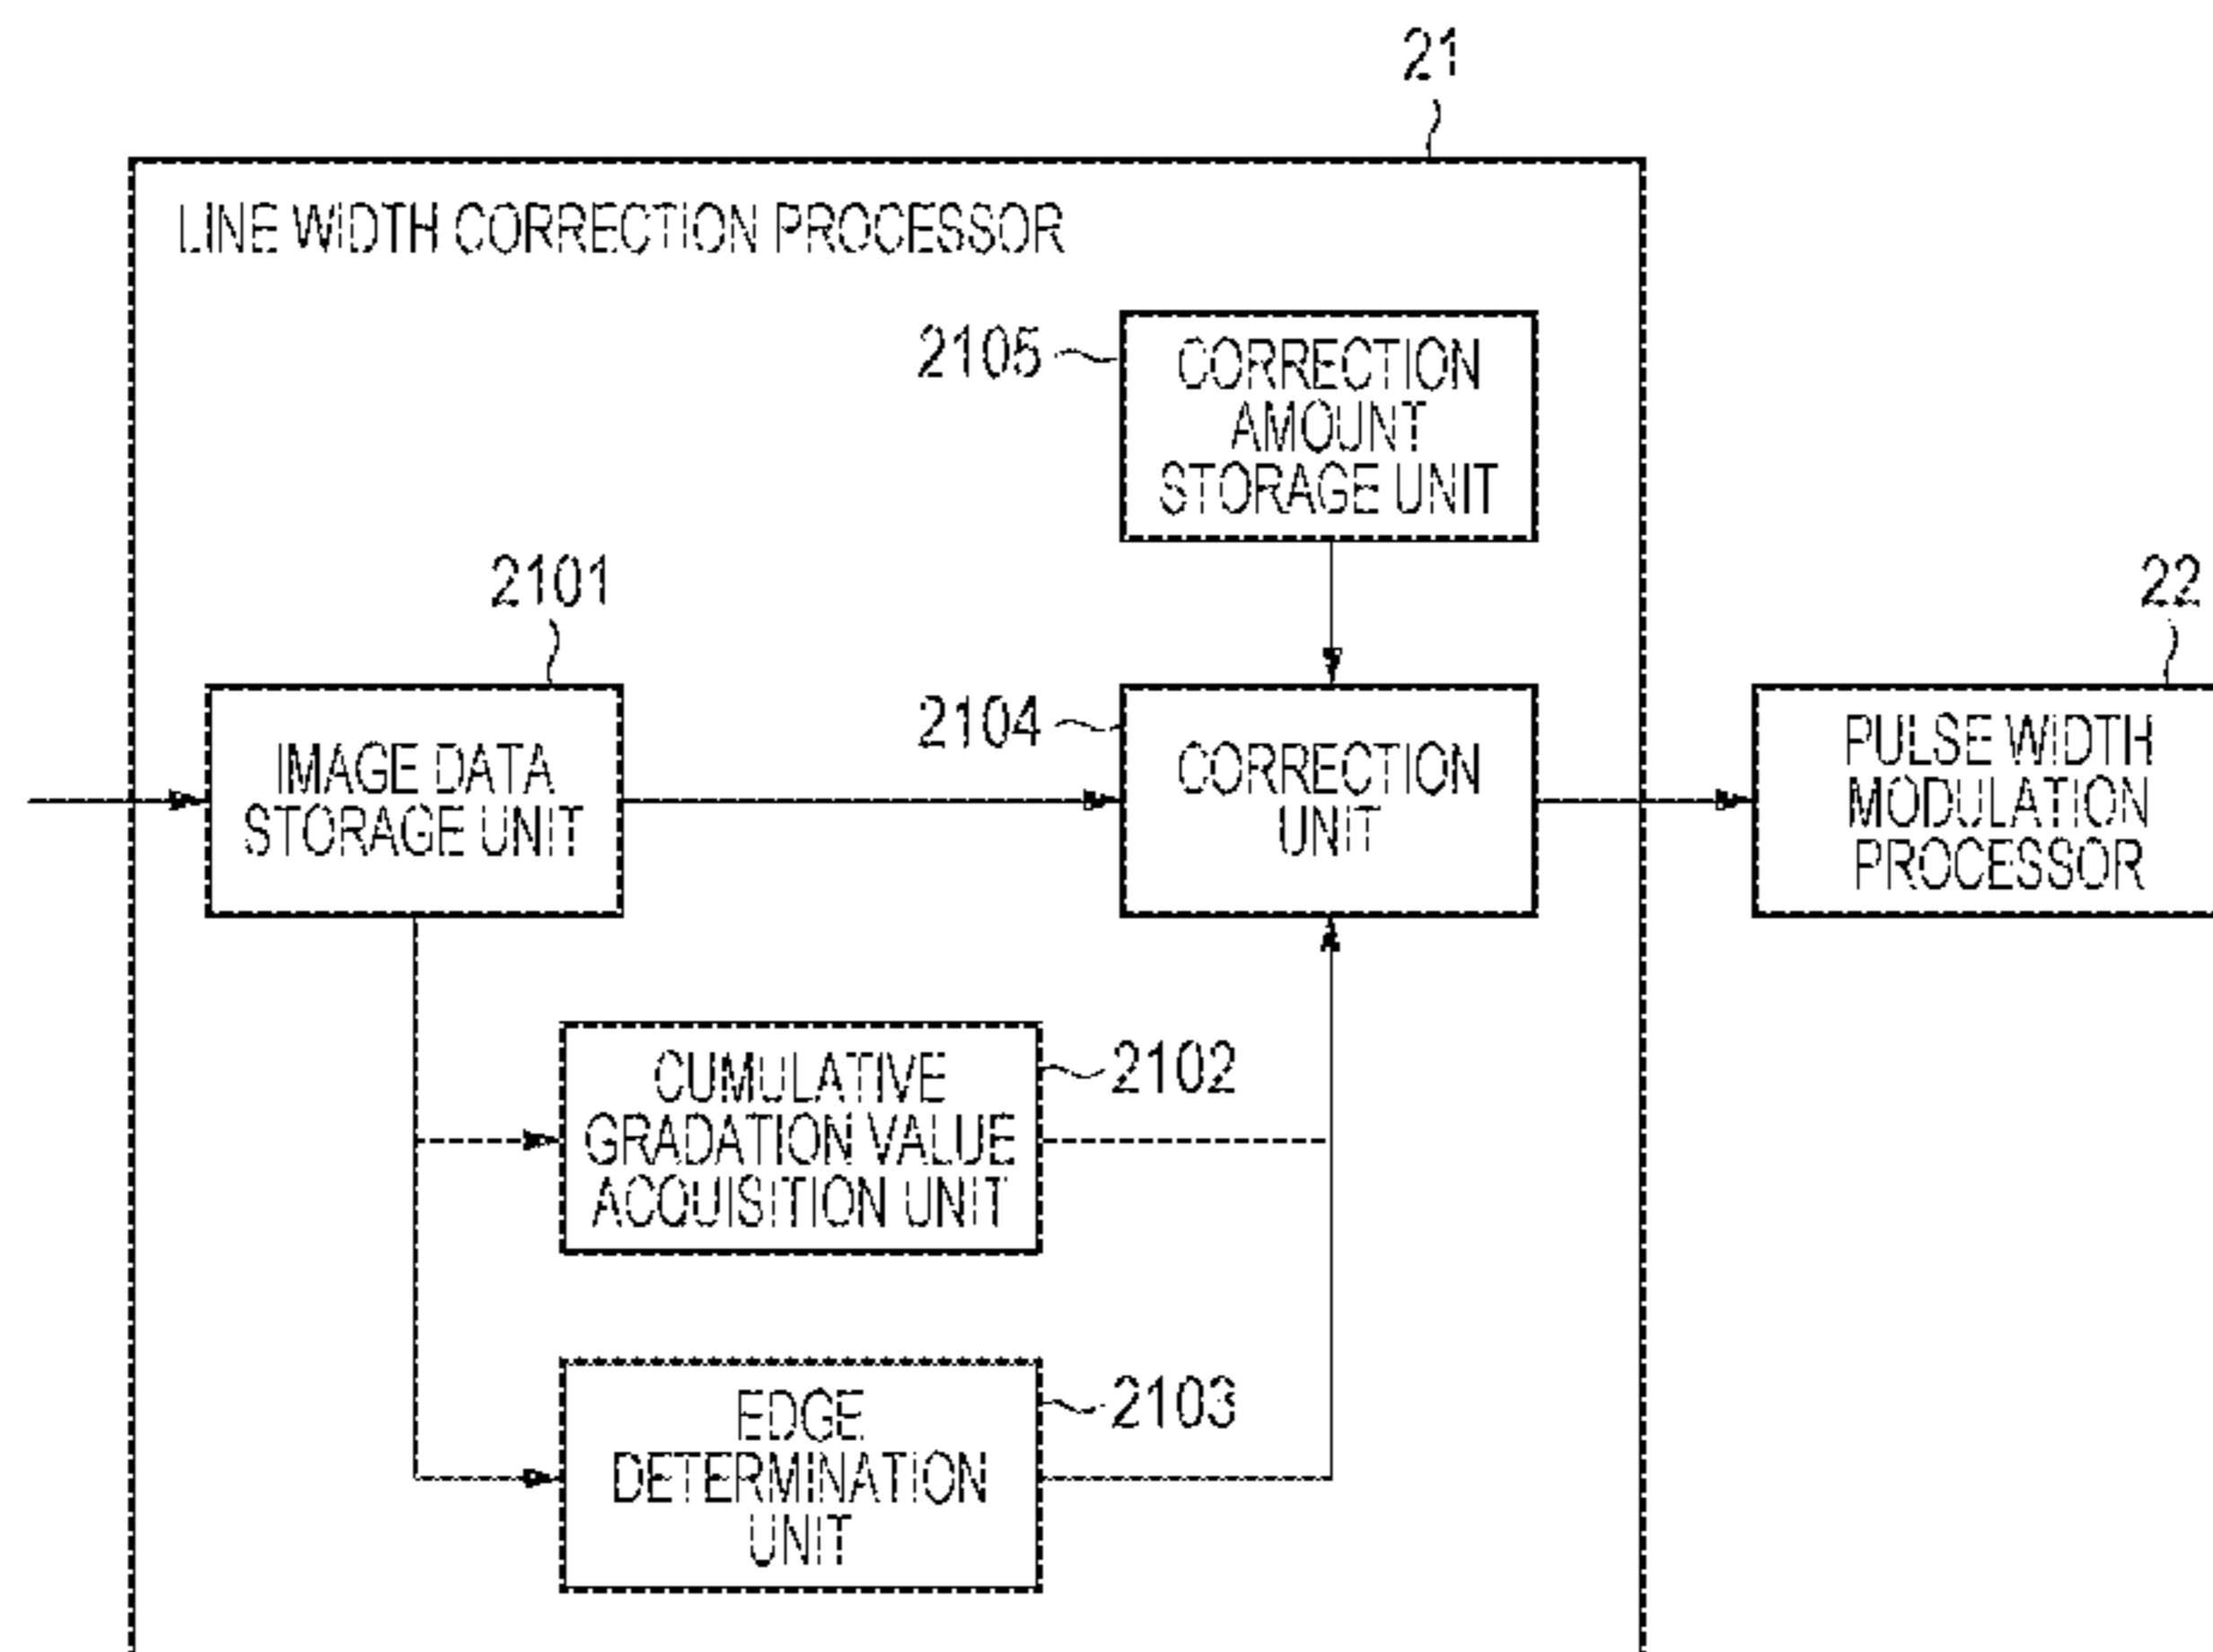 21
LINE WIDTH CORRECTION PROCESSOR
2105
CORRECTION
AMOUNT
STORAGE UNIT
2101
22
IMAGE DATA
STORAGE UNIT
2104
CORRECTION
UNIT
PULSE WIDTH
MODULATION
PROCESSOR
CUMULATIVE
GRADATION VALUE
ACQUISITION UNIT
2102
EDGE
DETERMINATION
UNIT
2103